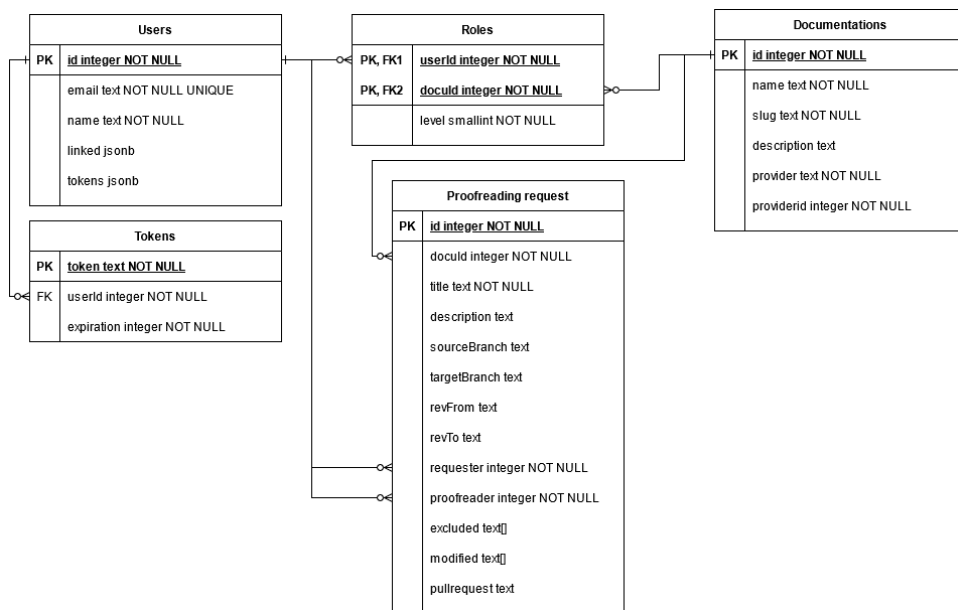 Users
PK id integer NOT NULL
email text NOT NULL UNIQUE
name text NOT NULL
linked jsonb
tokens jsonb
Tokens
PK token text NOT NULL
FK userId integer NOT NULL
expiration integer NOT NULL
Roles
PK, FK1 userId integer NOT NULL
PK, FK2 docuId integer NOT NULL
level smallint NOT NULL
Proofreading request
PK id integer NOT NULL
docuId integer NOT NULL
title text NOT NULL
description text
sourceBranch text
targetBranch text
revFrom text
revTo text
requester integer NOT NULL
proofreader integer NOT NULL
excluded text[]
modified text[]
pullrequest text
Documentations
PK id integer NOT NULL
name text NOT NULL
slug text NOT NULL
description text
provider text NOT NULL
providerid integer NOT NULL